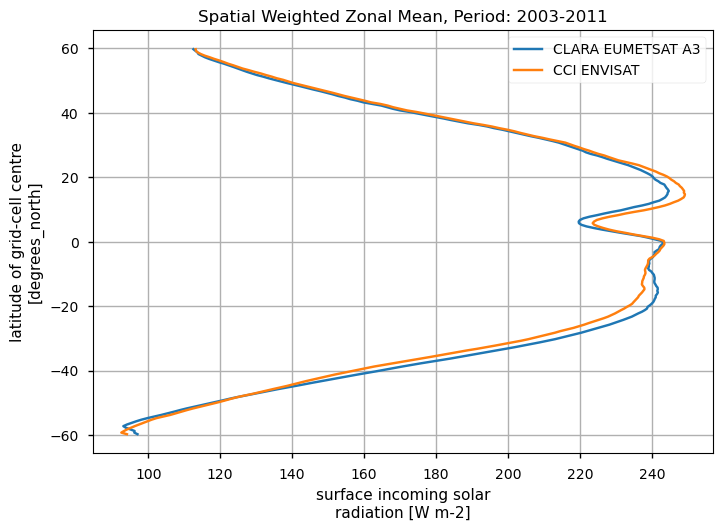 Spatial Weighted Zonal Mean, Period: 2003-2011
CLARA EUMETSAT A3
CCI ENVISAT
latitude of grid-cell centre
[degrees_north]
60
40
20
0
−20
−40
−60
100 120 140 160 180 200 220 240
surface incoming solar
radiation [W m-2]